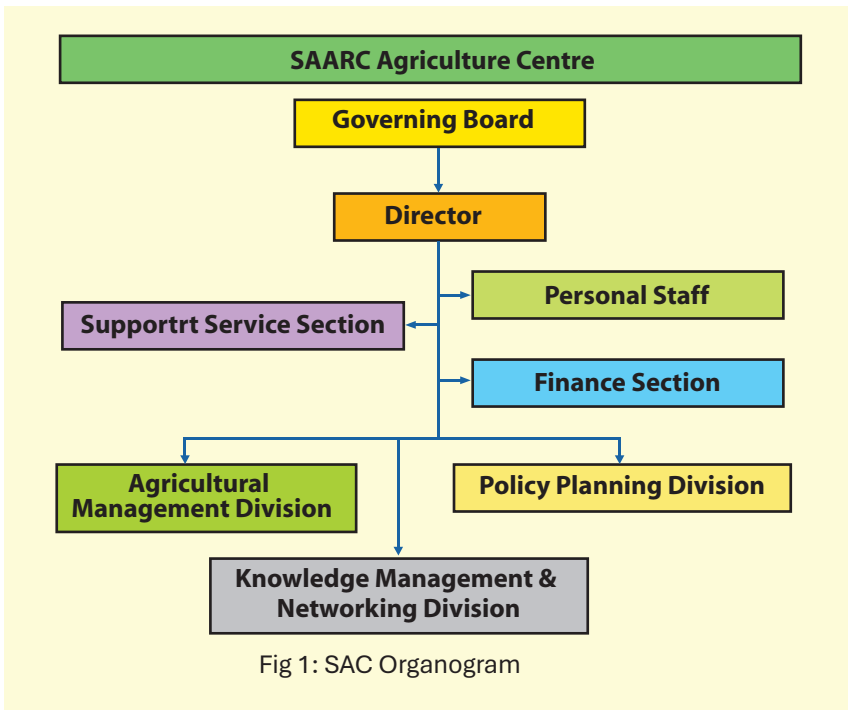 SAARC Agriculture Centre
Governing Board
Director
Personal Staff
Supportrt Service Section
Finance Section
Agricultural
Management Division
Policy Planning Division
Knowledge Management &
Networking Division
Fig 1: SAC Organogram